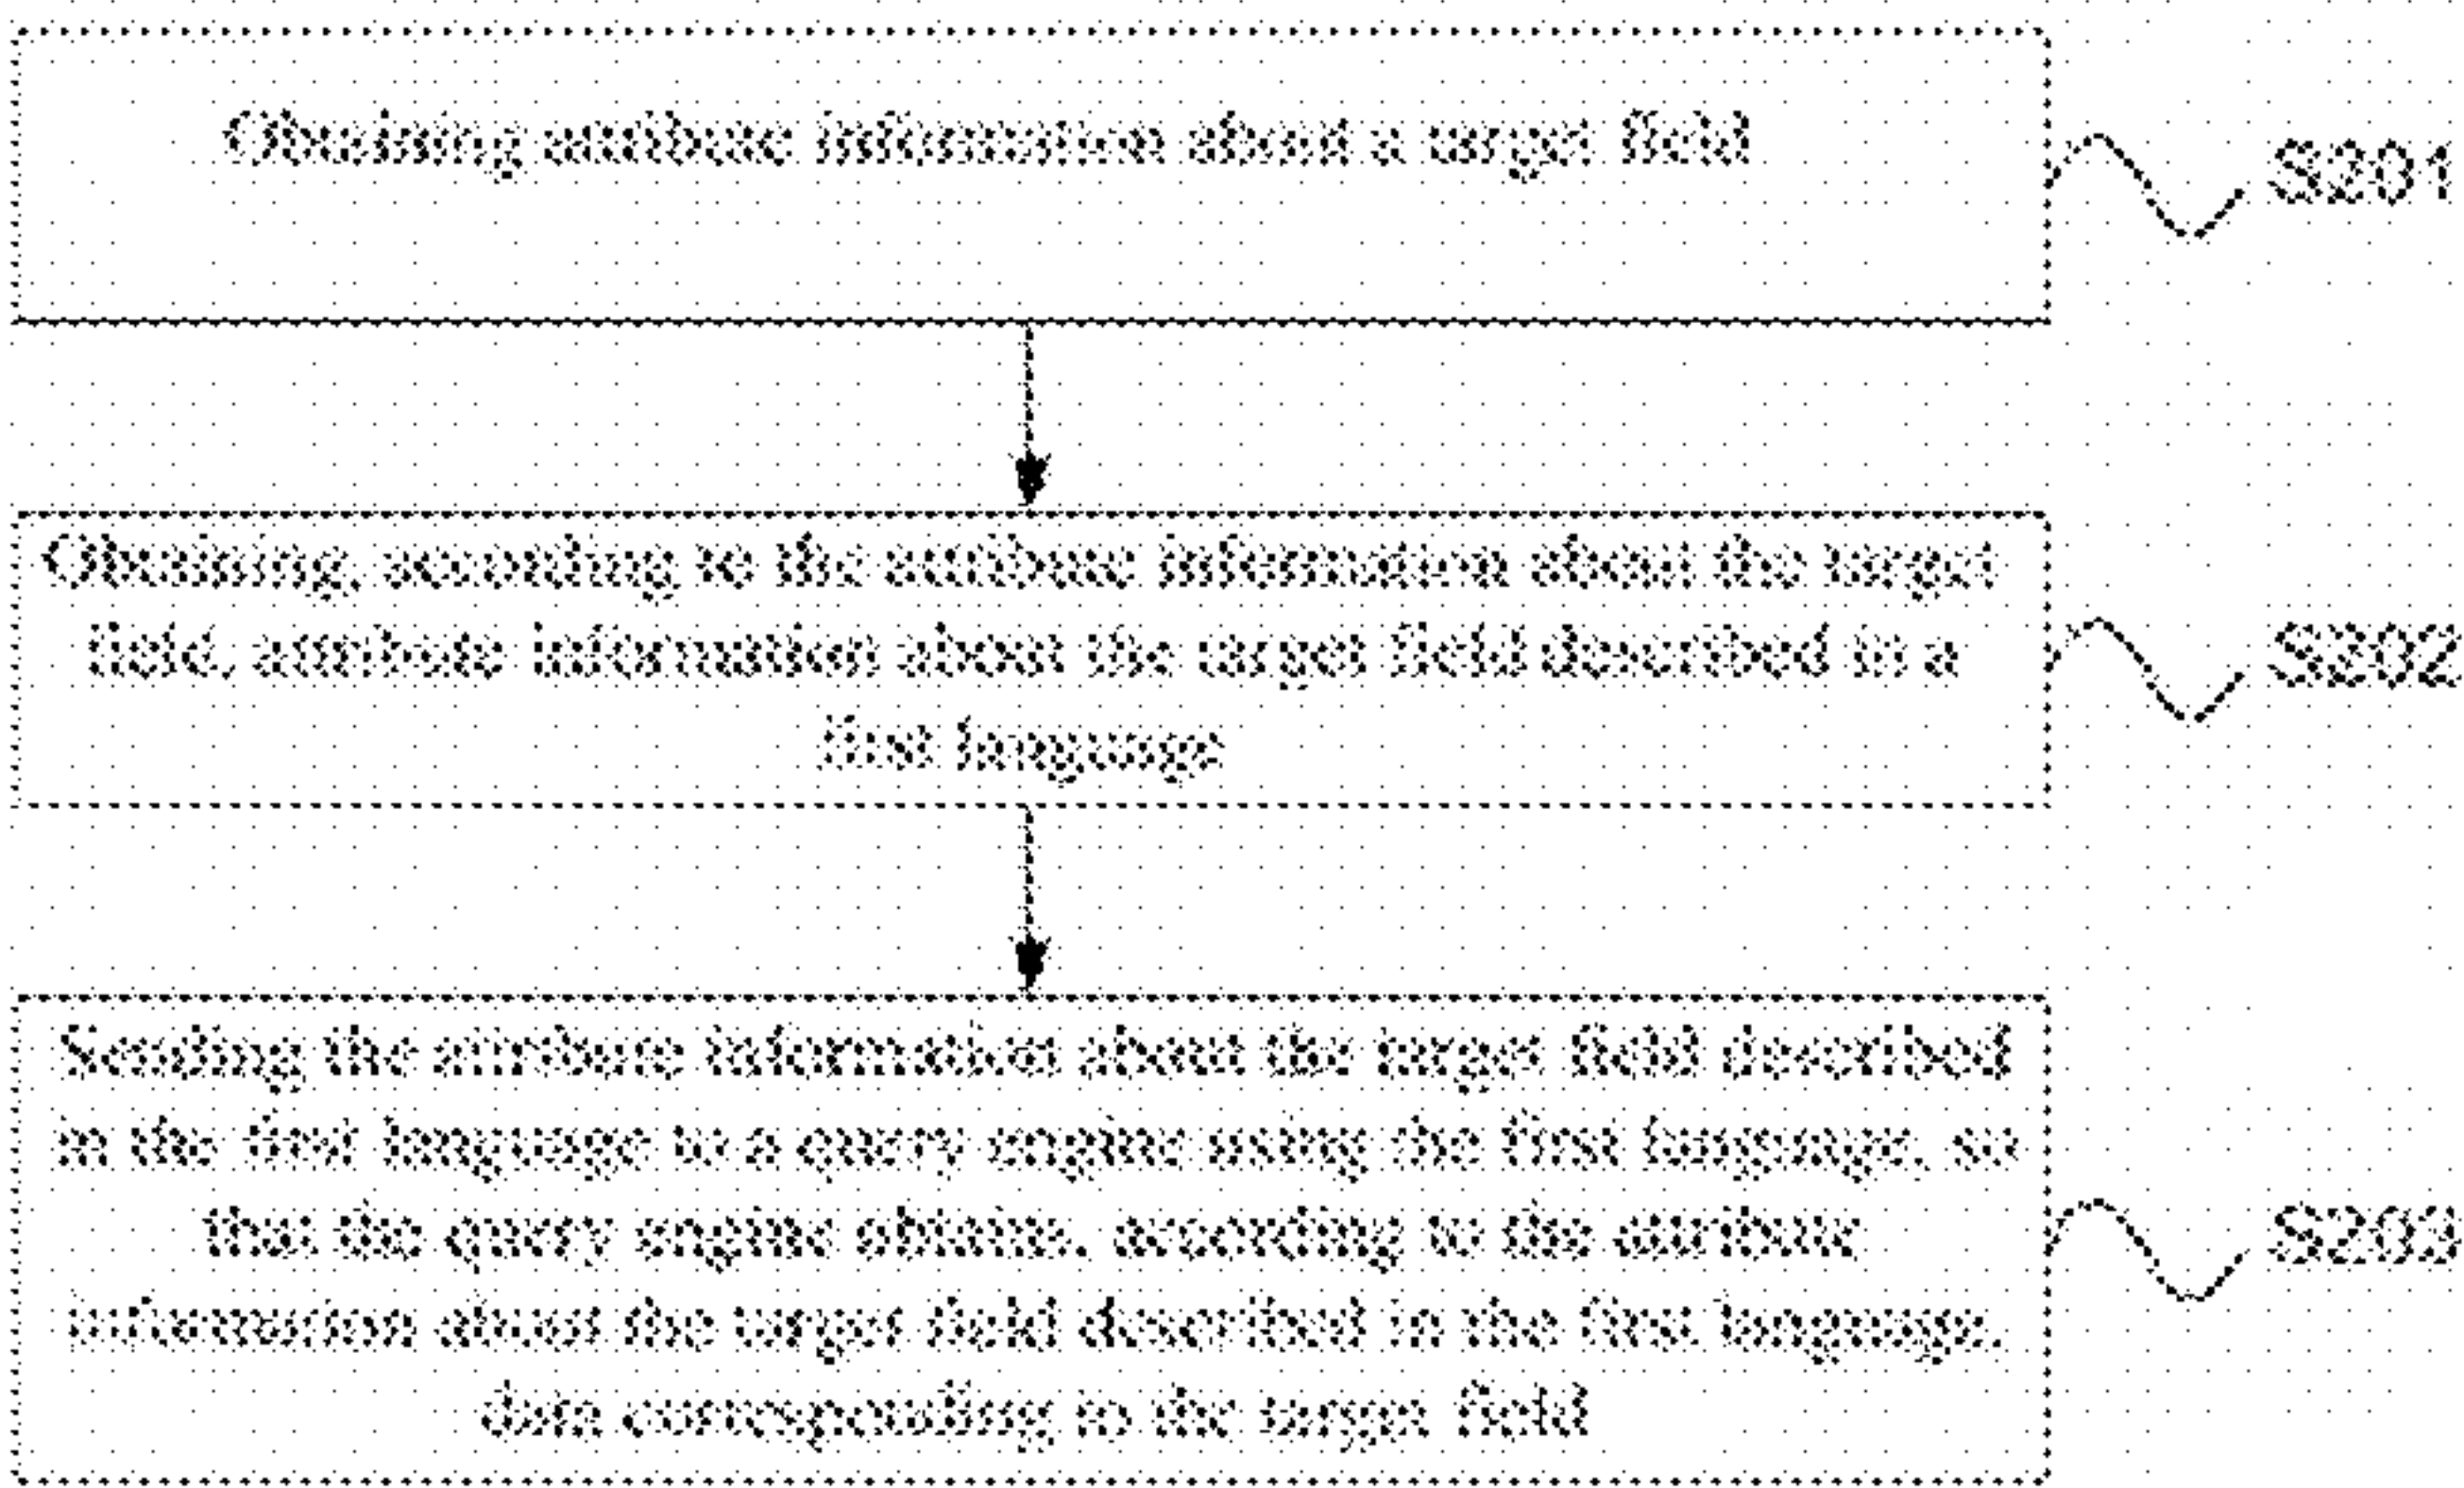 Obtaining attribute information about a target field
S201
Obtaining, according to the attribute information about the target
field, attribute information about the target field described in a
first language
S202
Sending the attribute information about the target field described
in the first language to a query engine using the first language, so
that the query engine obtains, according to the attribute
information about the target field described in the first language,
data corresponding to the target field
S203